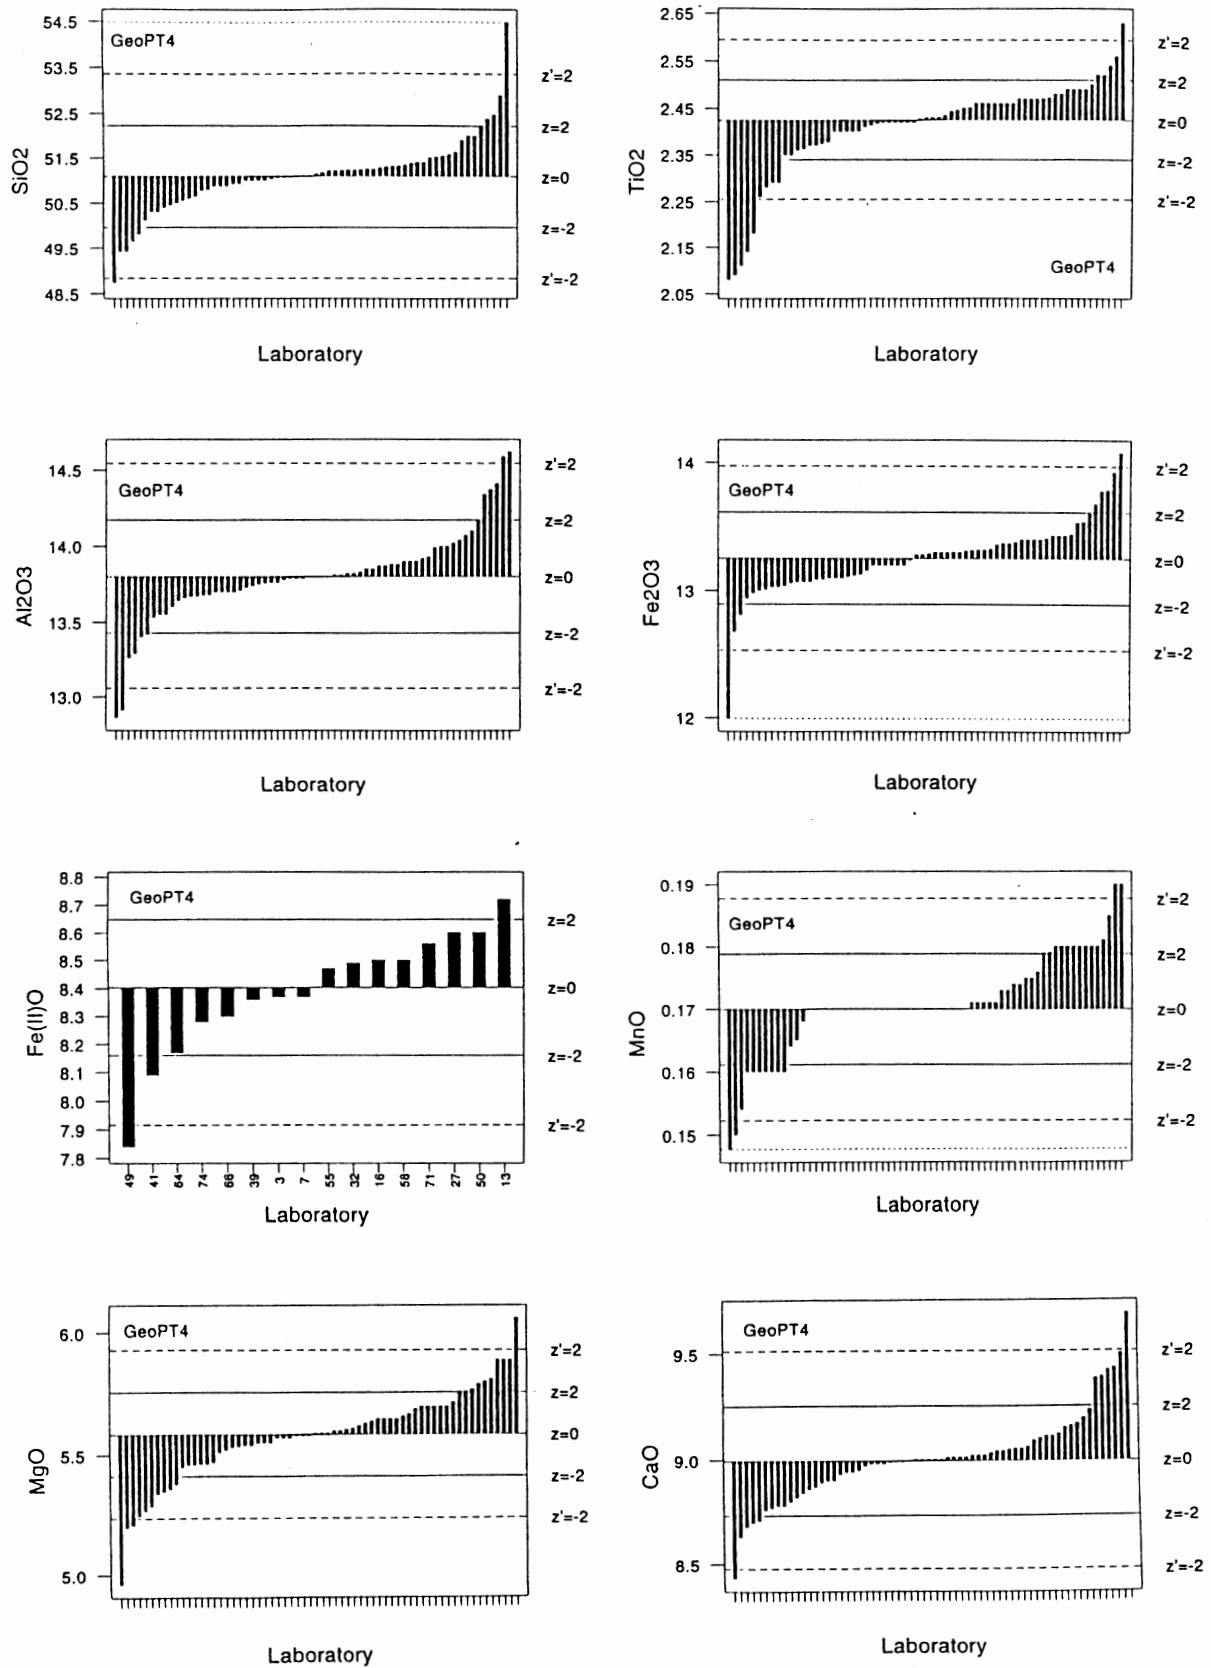 54.5
53.5
52.5
51.5
50.5
49.5
48.5
SiO2
GeoPT4
z'=2
z=2
z=0
z=-2
z'=-2
Laboratory
2.65
2.55
2.45
2.35
2.25
2.15
2.05
TiO2
GeoPT4
z'=2
z=2
z=0
z=-2
z'=-2
Laboratory
14.5
14.0
13.5
13.0
Al2O3
GeoPT4
z'=2
z=2
z=0
z=-2
z'=-2
Laboratory
14
13
12
Fe2O3
GeoPT4
z'=2
z=2
z=0
z=-2
z'=-2
Laboratory
8.8
8.7
8.6
8.5
8.4
8.3
8.2
8.1
8.0
7.9
7.8
Fe(II)O
GeoPT4
z=2
z=0
z=-2
z'=-2
49 41 64 74 66 39 3 7 55 32 16 58 71 27 50 13
Laboratory
0.19
0.18
0.17
0.16
0.15
MnO
GeoPT4
z'=2
z=2
z=0
z=-2
z'=-2
Laboratory
6.0
5.5
5.0
MgO
GeoPT4
z'=2
z=2
z=0
z=-2
z'=-2
Laboratory
9.5
9.0
8.5
CaO
GeoPT4
z'=2
z=2
z=0
z=-2
z'=-2
Laboratory